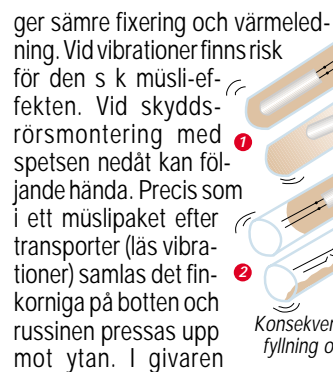 ger sämre fixering och värmeled-
ning. Vid vibrationer finns risk
för den s k müsli-ef-
fekten. Vid skydds-
rörsmontering med
spetsen nedåt kan föl-
jande hända. Precis som
i ett müslipaket efter
transporter (läs vibra-
tioner) samlas det fin-
korniga på botten och
russinen pressas upp
mot ytan. I givaren
1
2
Konsekven
fyllning o